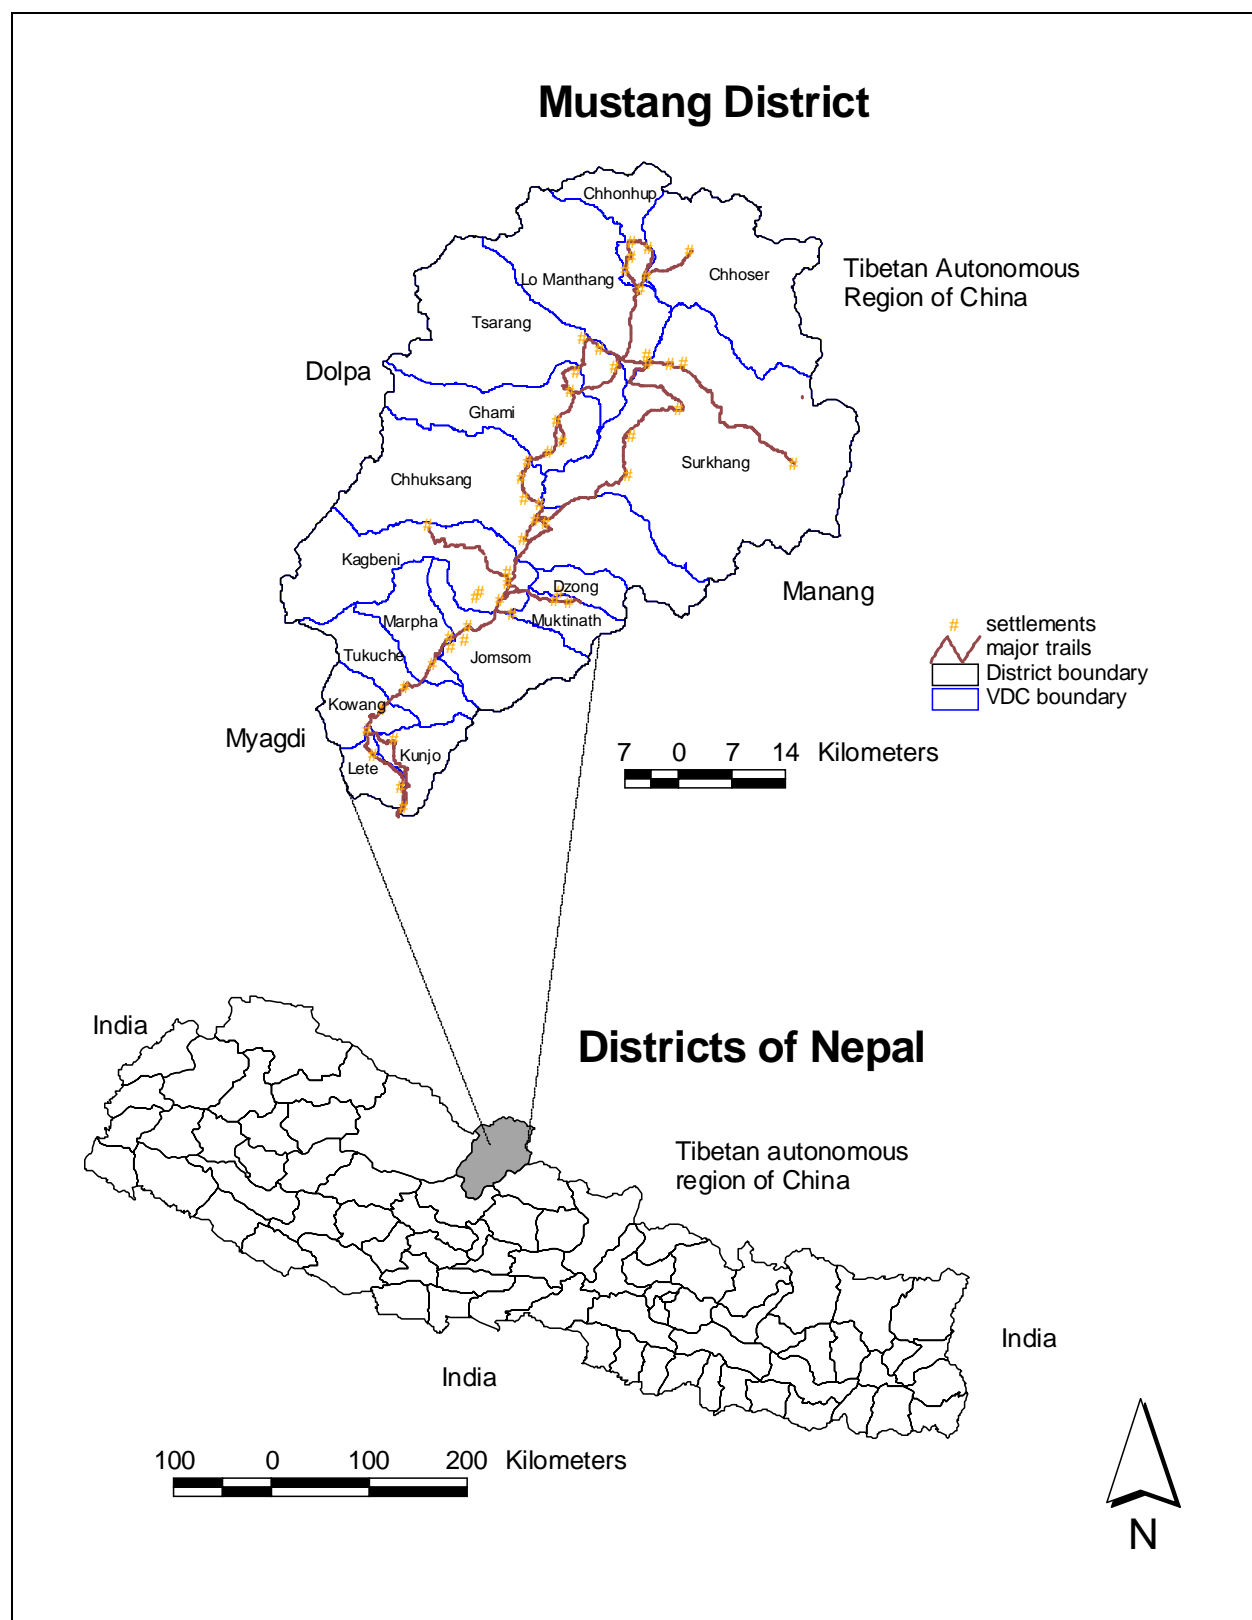 Mustang District
Chhonhup
Lo Manthang
Chhoser
Tibetan Autonomous
Region of China
Tsarang
Dolpa
Ghami
Surkhang
Chhuksang
Kagbeni
Dzong
Manang
Marpha
Muktinath
Tukuche
Jomsom
Kowang
Myagdi
Kunjo
Lete
# settlements
major trails
District boundary
VDC boundary
7 0 7 14 Kilometers
India
Districts of Nepal
Tibetan autonomous
region of China
India
India
100 0 100 200 Kilometers
N